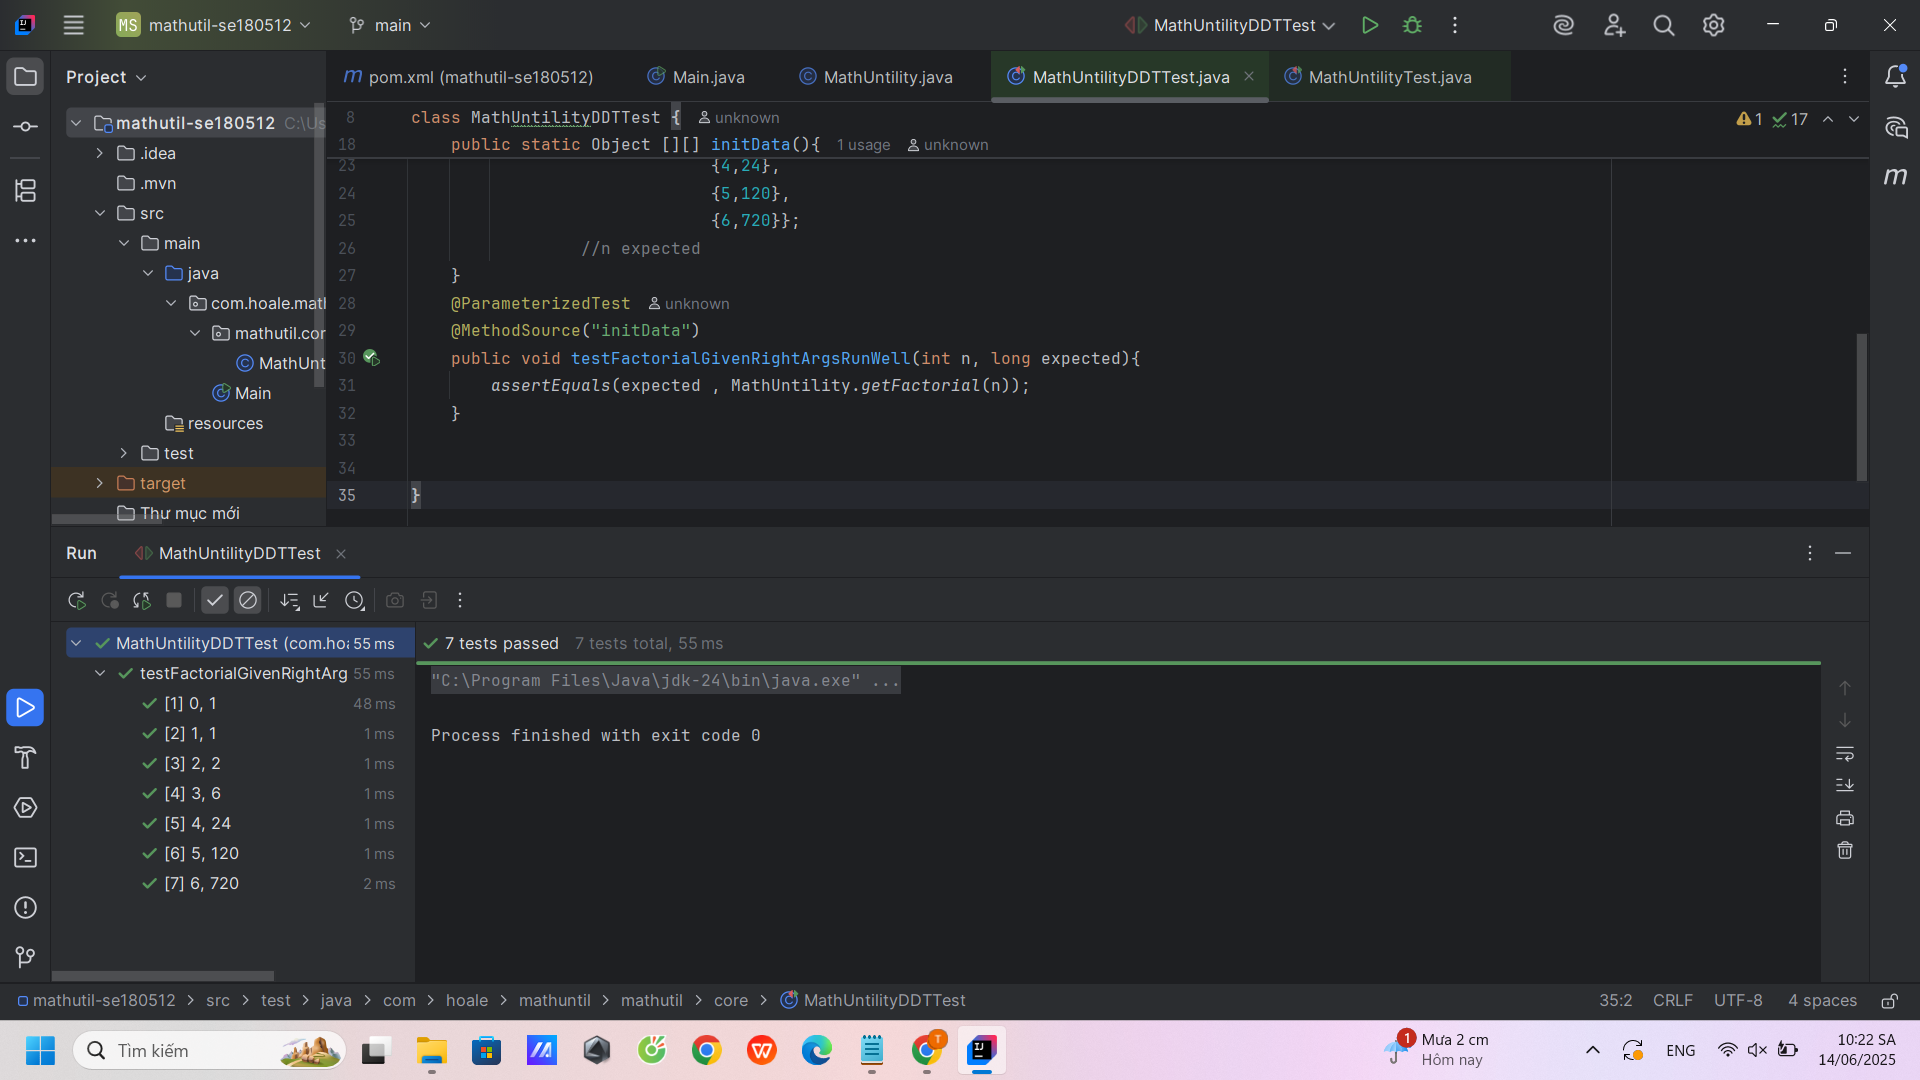 MS mathutil-se180512 main MathUntilityDDTTest
Project
pom.xml (mathutil-se180512) Main.java MathUntility.java MathUntilityDDTTest.java MathUntilityTest.java
mathutil-se180512 C:\Us
.idea
.mvn
src
main
java
com.hoale.mat
mathutil.cor
MathUnt
Main
resources
test
target
Thư mục mới
8 class MathUntilityDDTTest { unknown
1 17
18 public static Object [][] initData(){ 1 usage unknown
23 {4,24},
24 {5,120},
25 {6,720}};
26 //n expected
27 }
28 @ParameterizedTest unknown
29 @MethodSource("initData")
30 public void testFactorialGivenRightArgsRunWell(int n, long expected){
31 assertEquals(expected , MathUntility.getFactorial(n));
32 }
33
34
35 }
Run MathUntilityDDTTest
MathUntilityDDTTest (com.hoa 55 ms
testFactorialGivenRightArg 55 ms
[1] 0, 1 48 ms
[2] 1, 1 1 ms
[3] 2, 2 1 ms
[4] 3, 6 1 ms
[5] 4, 24 1 ms
[6] 5, 120 1 ms
[7] 6, 720 2 ms
7 tests passed 7 tests total, 55 ms
"C:\Program Files\Java\jdk-24\bin\java.exe" ...
Process finished with exit code 0
mathutil-se180512 > src > test > java > com > hoale > mathuntil > mathutil > core > MathUntilityDDTTest
35:2 CRLF UTF-8 4 spaces
Tìm kiếm
1 Mưa 2 cm
Hôm nay
ENG
10:22 SA
14/06/2025